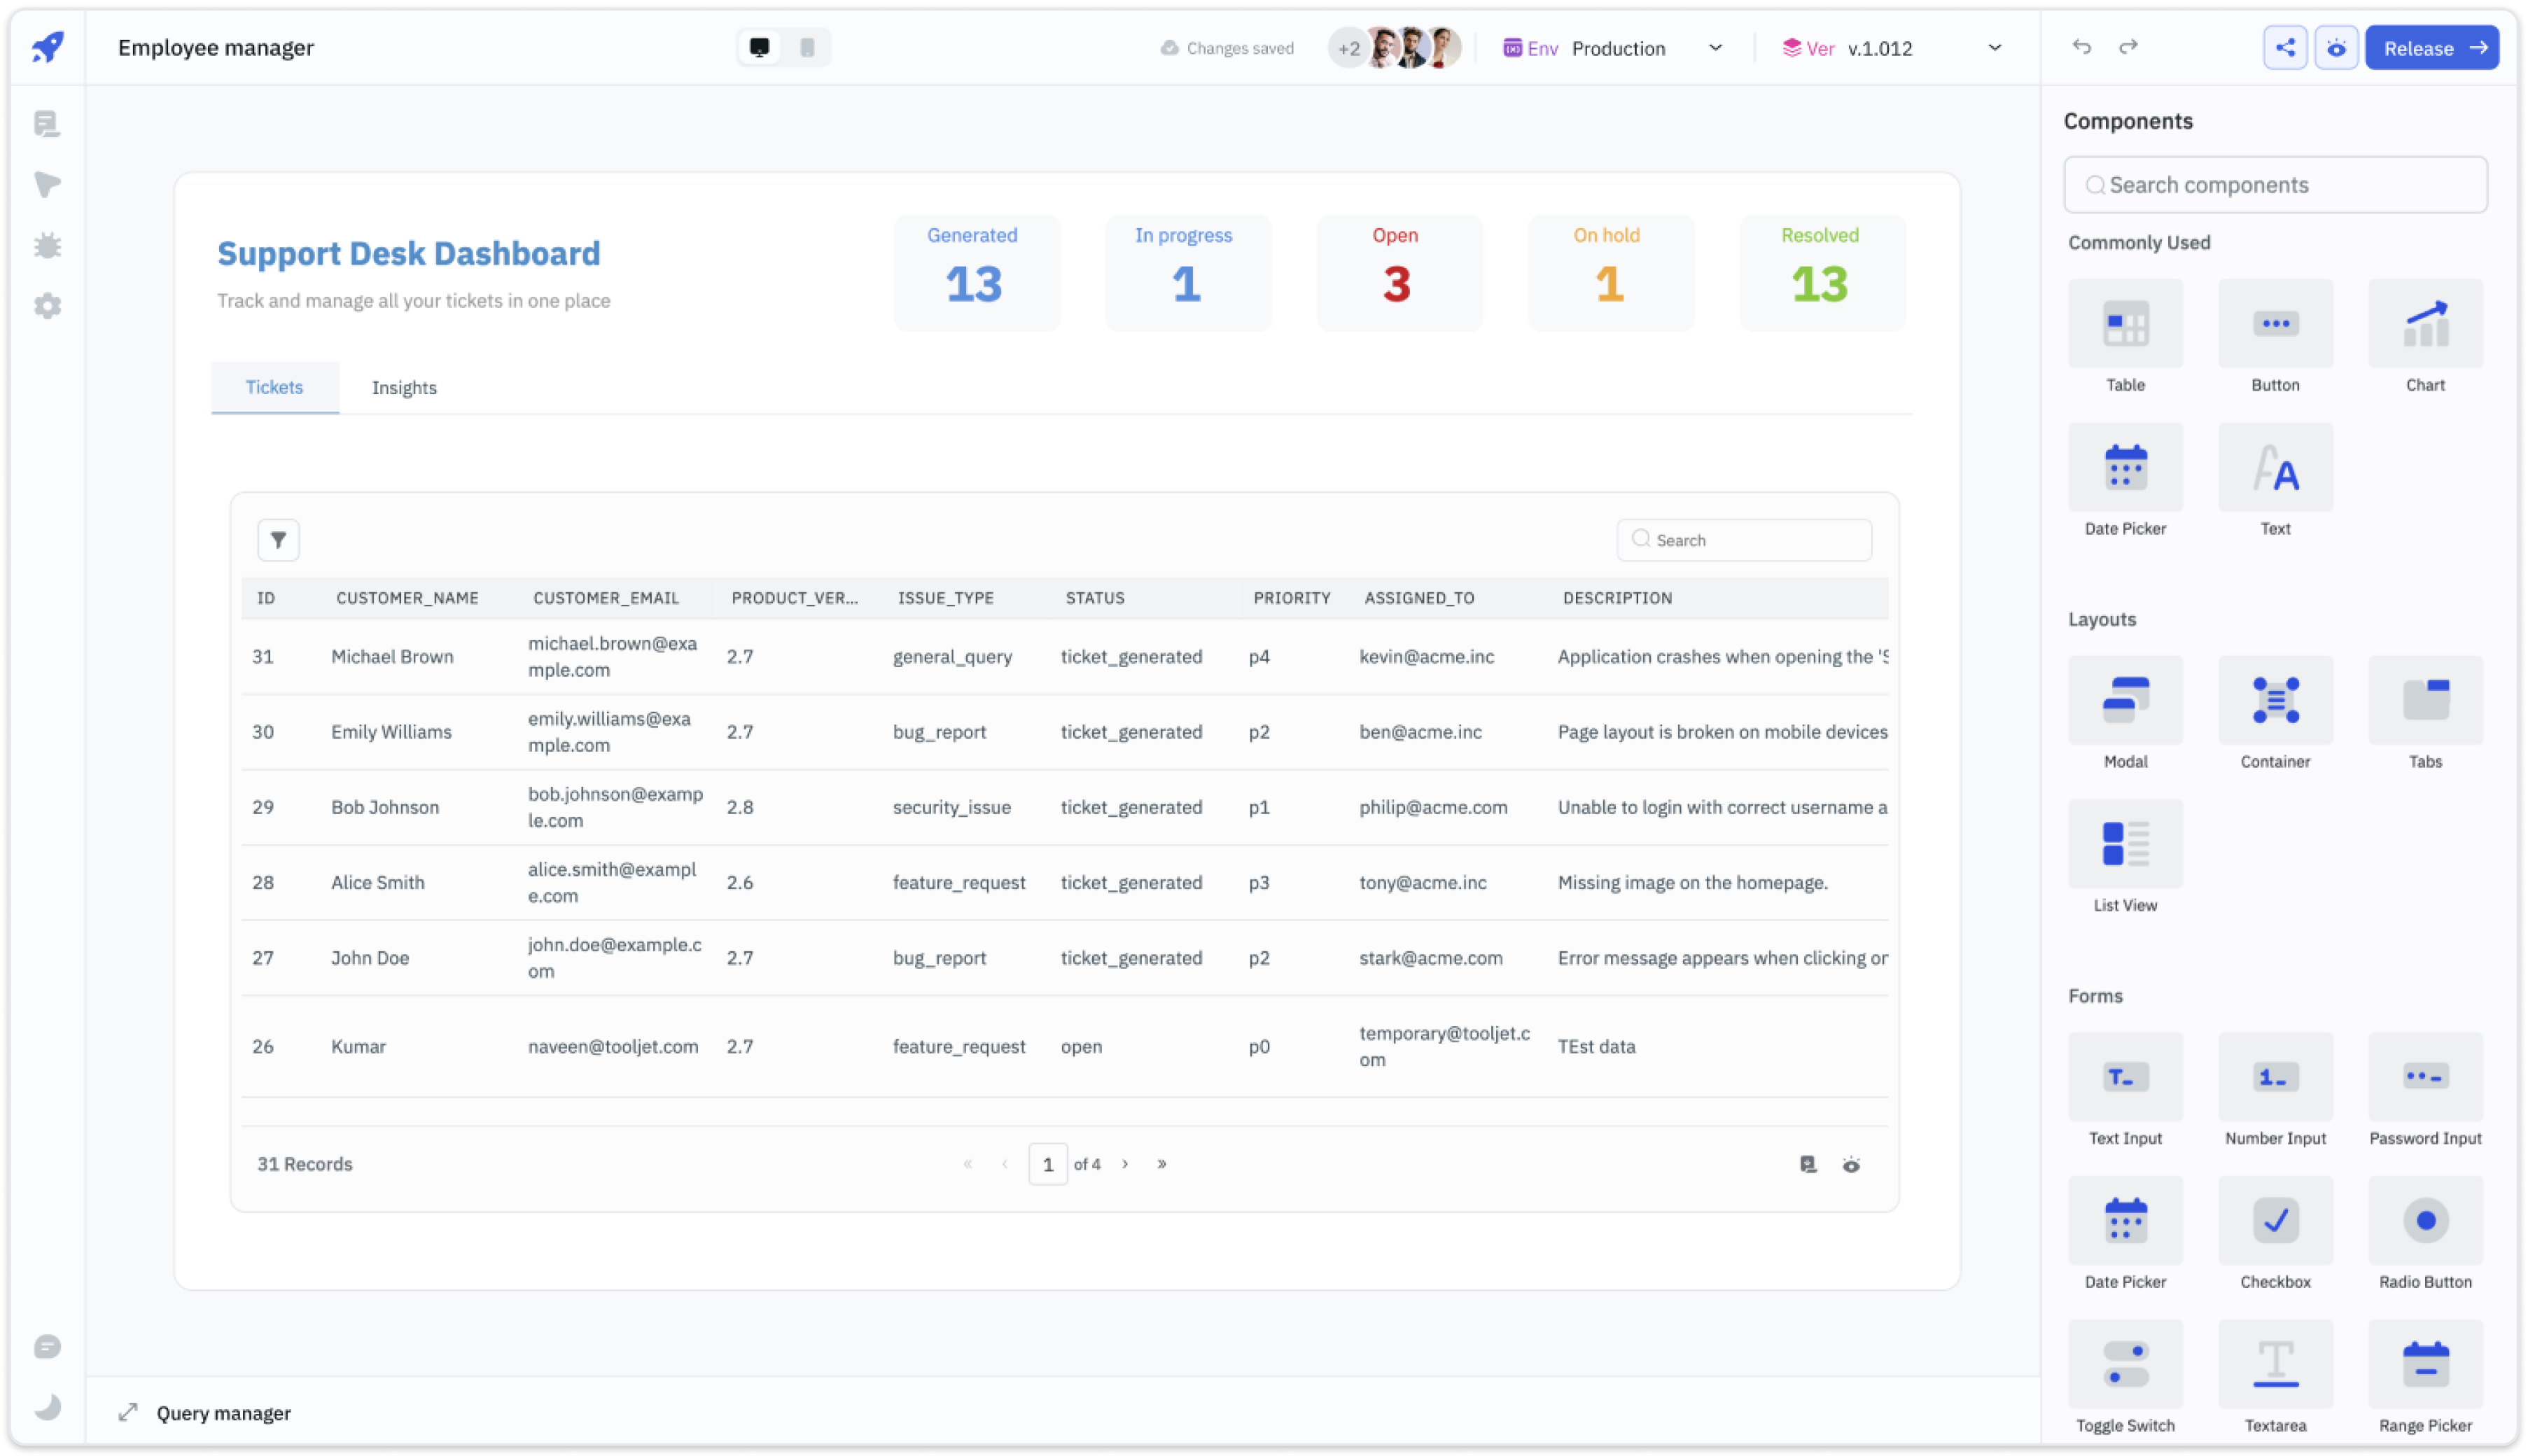 Employee manager
Changes saved
+2
Env Production
Ver v.1.012
Release
Support Desk Dashboard
Track and manage all your tickets in one place
Generated
13
In progress
1
Open
3
On hold
1
Resolved
13
Tickets Insights
Search
ID CUSTOMER_NAME CUSTOMER_EMAIL PRODUCT_VER... ISSUE_TYPE STATUS PRIORITY ASSIGNED_TO DESCRIPTION
31 Michael Brown michael.brown@exa 2.7 general_query ticket_generated p4 kevin@acme.inc Application crashes when opening the 'S
mple.com
30 Emily Williams emily.williams@exa 2.7 bug_report ticket_generated p2 ben@acme.inc Page layout is broken on mobile devices
mple.com
29 Bob Johnson bob.johnson@examp 2.8 security_issue ticket_generated p1 philip@acme.com Unable to login with correct username a
le.com
28 Alice Smith alice.smith@exampl 2.6 feature_request ticket_generated p3 tony@acme.inc Missing image on the homepage.
e.com
27 John Doe john.doe@example.c 2.7 bug_report ticket_generated p2 stark@acme.com Error message appears when clicking or
om
26 Kumar naveen@tooljet.com 2.7 feature_request open p0 temporary@tooljet.c TEst data
om
31 Records
« ‹ 1 of 4 › »
Query manager
Components
Search components
Commonly Used
Table Button Chart
Date Picker Text
Layouts
Modal Container Tabs
List View
Forms
Text Input Number Input Password Input
Date Picker Checkbox Radio Button
Toggle Switch Textarea Range Picker